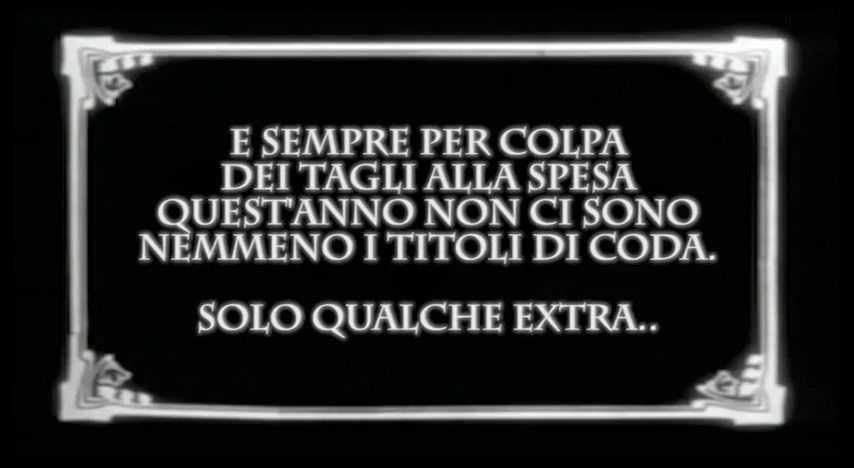 E SEMPRE PER COLPA
DEI TAGLI ALLA SPESA
QUEST'ANNO NON CI SONO
NEMMENO I TITOLI DI CODA.
SOLO QUALCHE EXTRA..